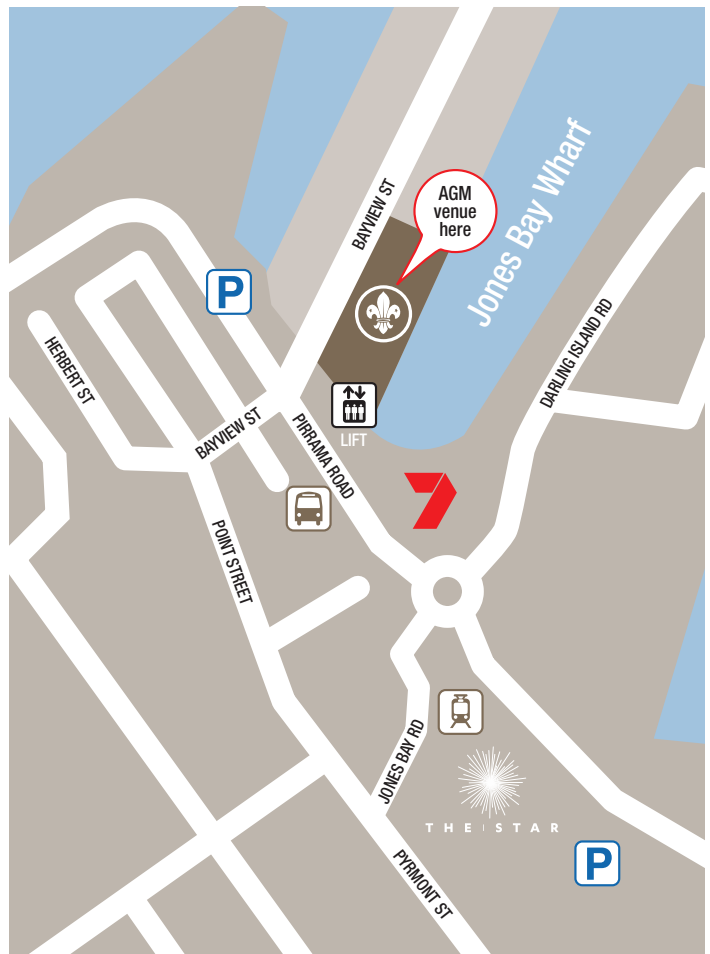 BAYVIEW ST
AGM
venue
here
Jones Bay Wharf
P
HERBERT ST
DARLING ISLAND RD
BAYVIEW ST
LIFT
PIRRAMA ROAD
7
POINT STREET
JONES BAY RD
THE STAR
P
PYRMONT ST